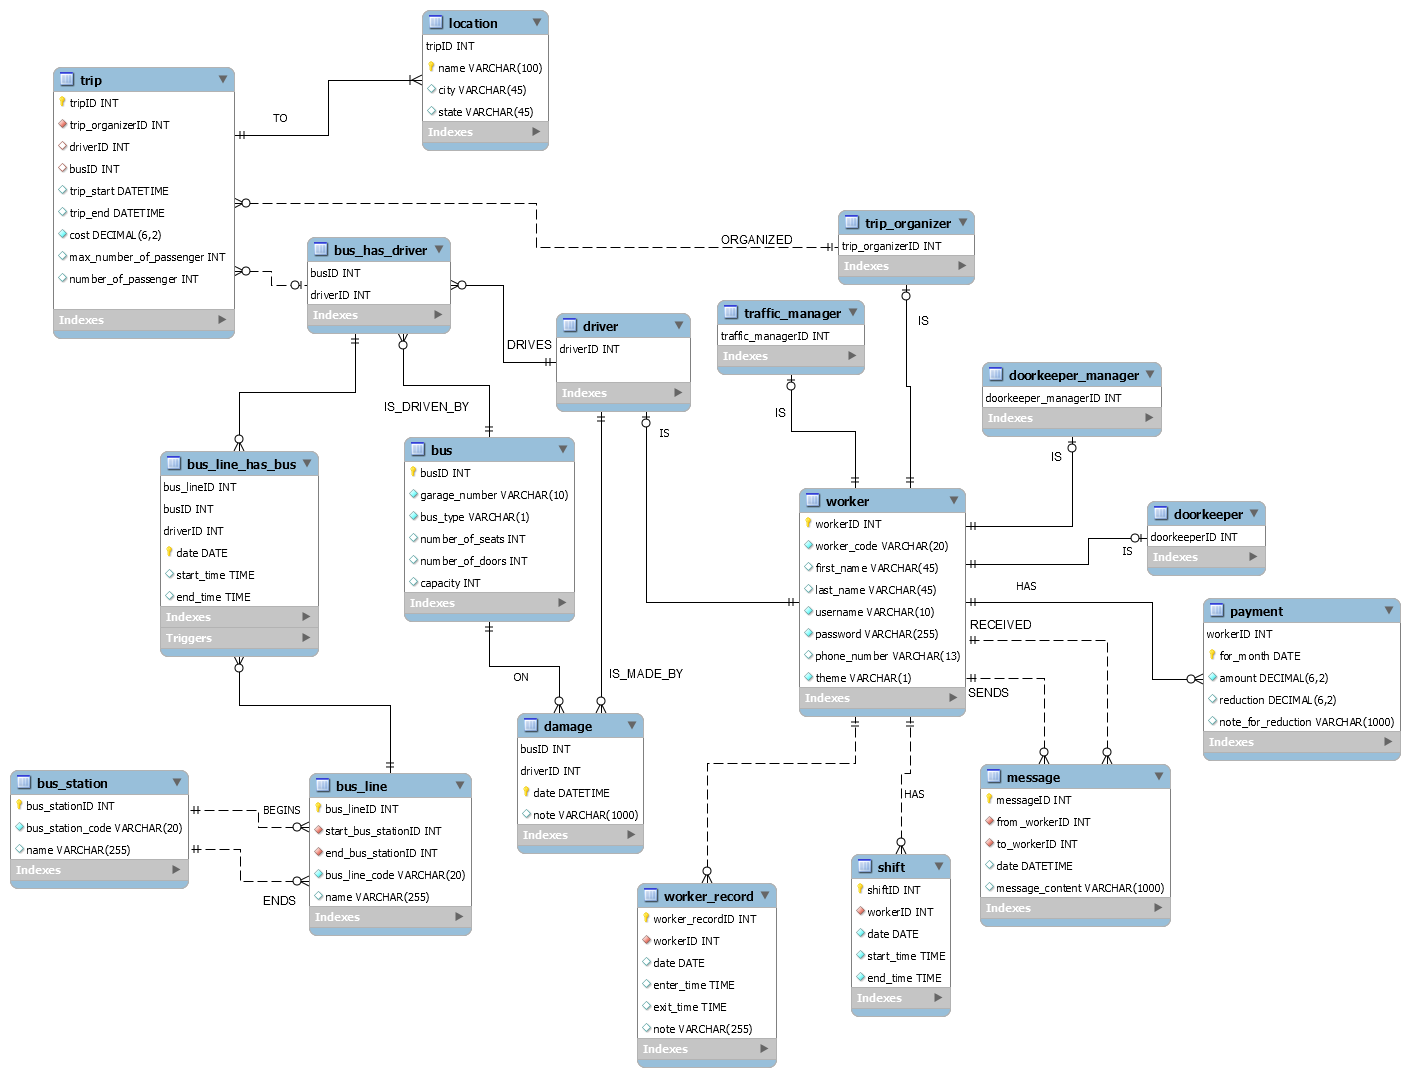 location
tripID INT
name VARCHAR(100)
city VARCHAR(45)
state VARCHAR(45)
Indexes
trip
tripID INT
trip_organizerID INT
driverID INT
busID INT
trip_start DATETIME
trip_end DATETIME
cost DECIMAL(6,2)
max_number_of_passenger INT
number_of_passenger INT
Indexes
TO
ORGANIZED
trip_organizer
trip_organizerID INT
Indexes
bus_has_driver
busID INT
driverID INT
Indexes
DRIVES
driver
driverID INT
Indexes
traffic_manager
traffic_managerID INT
Indexes
IS
doorkeeper_manager
doorkeeper_managerID INT
Indexes
IS
IS_DRIVEN_BY
IS
IS
bus_line_has_bus
bus_lineID INT
busID INT
driverID INT
date DATE
start_time TIME
end_time TIME
Indexes
Triggers
bus
busID INT
garage_number VARCHAR(10)
bus_type VARCHAR(1)
number_of_seats INT
number_of_doors INT
capacity INT
Indexes
worker
workerID INT
worker_code VARCHAR(20)
first_name VARCHAR(45)
last_name VARCHAR(45)
username VARCHAR(10)
password VARCHAR(255)
phone_number VARCHAR(13)
theme VARCHAR(1)
Indexes
doorkeeper
doorkeeperID INT
Indexes
IS
HAS
RECEIVED
SENDS
payment
workerID INT
for_month DATE
amount DECIMAL(6,2)
reduction DECIMAL(6,2)
note_for_reduction VARCHAR(1000)
Indexes
ON
IS_MADE_BY
damage
busID INT
driverID INT
date DATETIME
note VARCHAR(1000)
Indexes
bus_station
bus_stationID INT
bus_station_code VARCHAR(20)
name VARCHAR(255)
Indexes
BEGINS
ENDS
bus_line
bus_lineID INT
start_bus_stationID INT
end_bus_stationID INT
bus_line_code VARCHAR(20)
name VARCHAR(255)
Indexes
HAS
message
messageID INT
from_workerID INT
to_workerID INT
date DATETIME
message_content VARCHAR(1000)
Indexes
worker_record
worker_recordID INT
workerID INT
date DATE
enter_time TIME
exit_time TIME
note VARCHAR(255)
Indexes
shift
shiftID INT
workerID INT
date DATE
start_time TIME
end_time TIME
Indexes